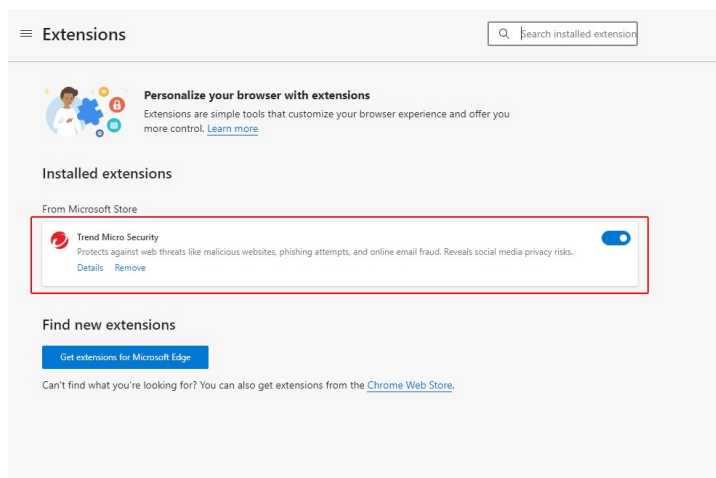 Extensions
Search installed extension
Personalize your browser with extensions
Extensions are simple tools that customize your browser experience and offer you
more control. Learn more
Installed extensions
From Microsoft Store
Trend Micro Security
Protects against web threats like malicious websites, phishing attempts, and online email fraud. Reveals social media privacy risks.
Details Remove
Find new extensions
Get extensions for Microsoft Edge
Can't find what you're looking for? You can also get extensions from the Chrome Web Store.